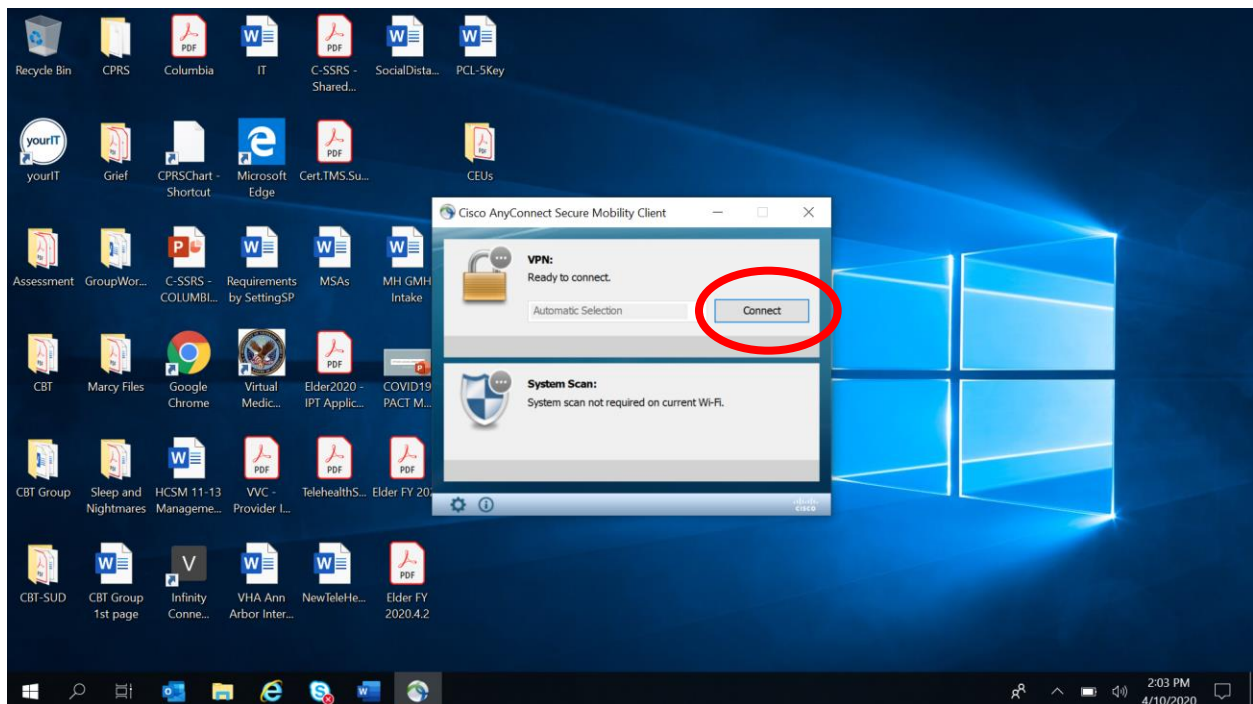 Recycle Bin
CPRS
Columbia
IT
C-SSRS -
Shared...
SocialDista...
PCL-5Key
yourIT
yourIT
Grief
CPRSChart -
Shortcut
Microsoft
Edge
Cert.TMS.Su...
CEUs
Assessment
GroupWor...
C-SSRS -
COLUMBI...
Requirements
by SettingSP
MSAs
MH GMH
Intake
CBT
Marcy Files
Google
Chrome
Virtual
Medic...
Elder2020 -
IPT Applic...
COVID19
PACT M...
CBT Group
Sleep and
Nightmares
HCSM 11-13
Manageme...
VVC -
Provider I...
TelehealthS...
Elder FY 20
CBT-SUD
CBT Group
1st page
Infinity
Conne...
VHA Ann
Arbor Inter...
NewTeleHe...
Elder FY
2020.4.2
Cisco AnyConnect Secure Mobility Client
VPN:
Ready to connect.
Automatic Selection
Connect
System Scan:
System scan not required on current Wi-Fi.
CISCO
2:03 PM
4/10/2020